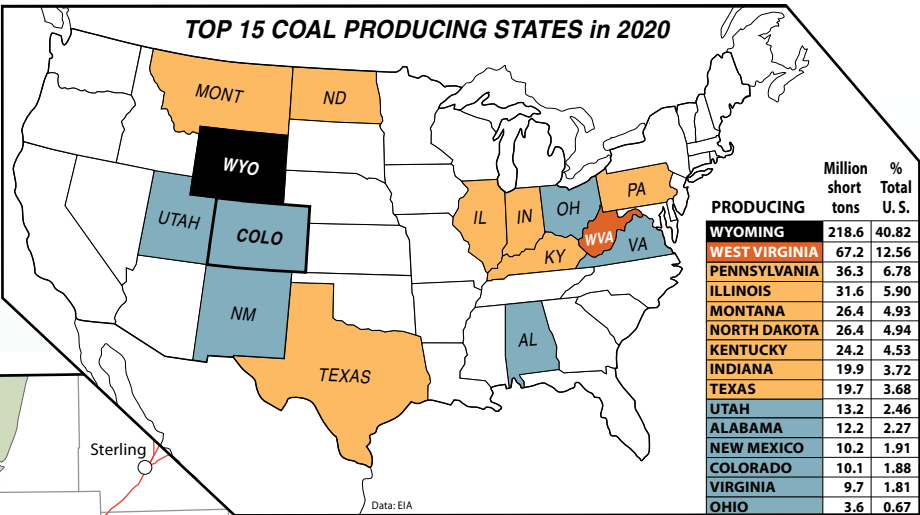 TOP 15 COAL PRODUCING STATES in 2020
MONT
ND
WYO
UTAH
COLO
NM
TEXAS
IL
IN
OH
PA
WVA
VA
KY
AL
Sterling
Data: EIA
Million short tons
% Total U. S.
PRODUCING
WYOMING 218.6 40.82
WEST VIRGINIA 67.2 12.56
PENNSYLVANIA 36.3 6.78
ILLINOIS 31.6 5.90
MONTANA 26.4 4.93
NORTH DAKOTA 26.4 4.94
KENTUCKY 24.2 4.53
INDIANA 19.9 3.72
TEXAS 19.7 3.68
UTAH 13.2 2.46
ALABAMA 12.2 2.27
NEW MEXICO 10.2 1.91
COLORADO 10.1 1.88
VIRGINIA 9.7 1.81
OHIO 3.6 0.67